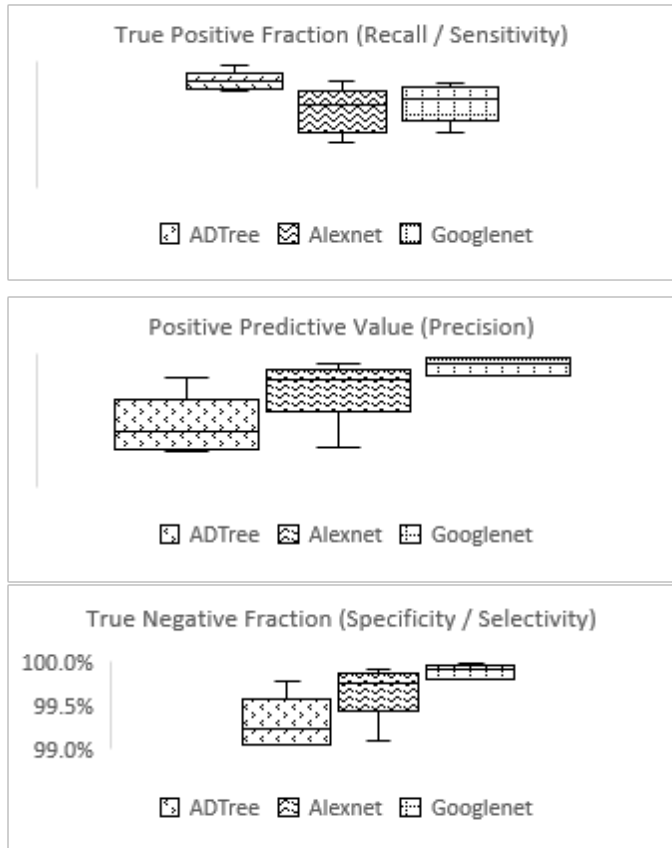 True Positive Fraction (Recall / Sensitivity)
ADTree Alexnet Googlenet
Positive Predictive Value (Precision)
ADTree Alexnet Googlenet
True Negative Fraction (Specificity / Selectivity)
100.0%
99.5%
99.0%
ADTree Alexnet Googlenet